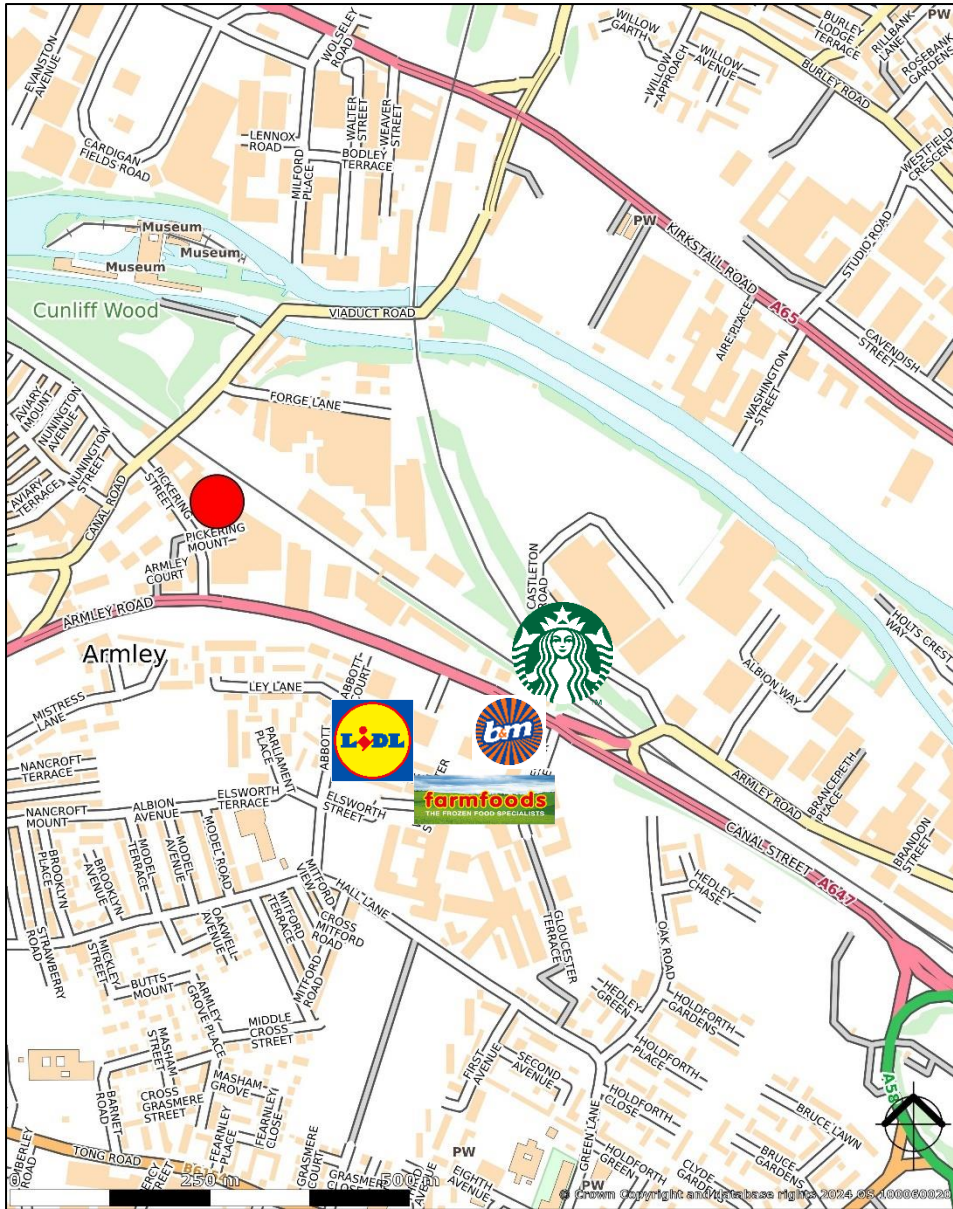 EVANSTON
AVENUE
WOLSELEY
ROAD
WILLOW
GARTH
WILLOW
APPROACH
WILLOW
AVENUE
BURLEY
LODGE
TERRACE
RILLBANK
LANE
PW
ROSEBANK
GARDENS
BURLEY ROAD
CARDIGAN
FIELDS ROAD
LENNOX
ROAD
WALTER
STREET
WEAVER
STREET
MILFORD
PLACE
BODLEY
TERRACE
WESTFIELD
CRESCENT
Museum
Museum
Museum
PW
KIRKSTALL ROAD
A65
STUDIO ROAD
Cunliff Wood
VIADUCT ROAD
AIRE PLACE
WASHINGTON
STREET
CAVENDISH
STREET
FORGE LANE
AVIARY
MOUNT
NUNINGTON
AVENUE
NUNINGTON
STREET
AVIARY
TERRACE
CANAL ROAD
PICKERING
STREET
PICKERING
MOUNT
ARMLEY
COURT
ARMLEY ROAD
Armley
CASTLETON
ROAD
HOLTS CREST
WAY
ALBION WAY
MISTRESS
LANE
LEY LANE
ABBOTT
COURT
ABBOTT
PARLIAMENT
PLACE
LIDL
b&m
TM
farmfoods
THE FROZEN FOOD SPECIALISTS
NANCROFT
TERRACE
NANCROFT
MOUNT
ALBION
AVENUE
ELSWORTH
TERRACE
ELSWORTH
STREET
ARMLEY ROAD
BRANCEPETH
PLACE
BRANDON
STREET
CANAL STREET
A647
BROOKLYN
PLACE
BROOKLYN
AVENUE
MODEL
TERRACE
MODEL
AVENUE
MODEL ROAD
MITFORD
VIEW
HALL LANE
MITFORD
TERRACE
CROSS
MITFORD
ROAD
MITFORD
ROAD
HEDLEY
CHASE
OAK ROAD
GLOUCESTER
TERRACE
STRAWBERRY
ROAD
MICKLEY
STREET
OAKWELL
AVENUE
BUTTS
MOUNT
ARMLEY
GROVE PLACE
MIDDLE
CROSS
STREET
HEDLEY
GREEN
HOLDFORTH
GARDENS
HOLDFORTH
PLACE
FIRST
AVENUE
SECOND
AVENUE
MASHAM
STREET
MASHAM
GROVE
CROSS
GRASMERE
STREET
BARNET
ROAD
FEARNLEY
PLACE
FEARNLEY
CLOSE
GRASMERE
COURT
GRASMERE
CLOSE
HOLDFORTH
CLOSE
GREEN LANE
HOLDFORTH
GREEN
BRUCE LAWN
BRUCE
GARDENS
CLYDE
A58
TONG ROAD
PW
EIGHTH
AVENUE
AVENUE
PW
0
250 m
500 m
© Crown Copyright and database rights 2024 OS 100060020